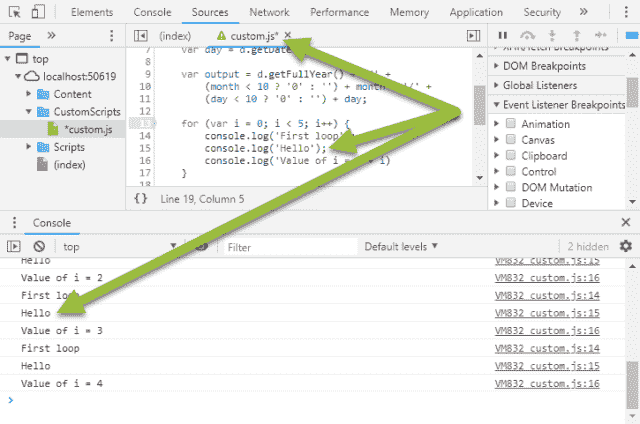 Elements Console Sources Network Performance Memory Application Security »
Page »
(index) custom.js* ×
top
localhost:50619
Content
CustomScripts
*custom.js
Scripts
(index)
7 var day = d.getDate
8
9 var output = d.getFullYear() +
10 (month < 10 ? '0' : '') + month
11 (day < 10 ? '0' : '') + day;
12
13 for (var i = 0; i < 5; i++) {
14 console.log('First loop
15 console.log('Hello');
16 console.log('Value of i = i)
17 }
18
{} Line 19, Column 5
XHR/fetch Breakpoints
DOM Breakpoints
Global Listeners
Event Listener Breakpoints
Animation
Canvas
Clipboard
Control
DOM Mutation
Device
Console ×
top Filter Default levels ▼ 2 hidden
Hello VM832 custom.js:15
Value of i = 2 VM832 custom.js:16
First loop VM832 custom.js:14
Hello VM832 custom.js:15
Value of i = 3 VM832 custom.js:16
First loop VM832 custom.js:14
Hello VM832 custom.js:15
Value of i = 4 VM832 custom.js:16
>